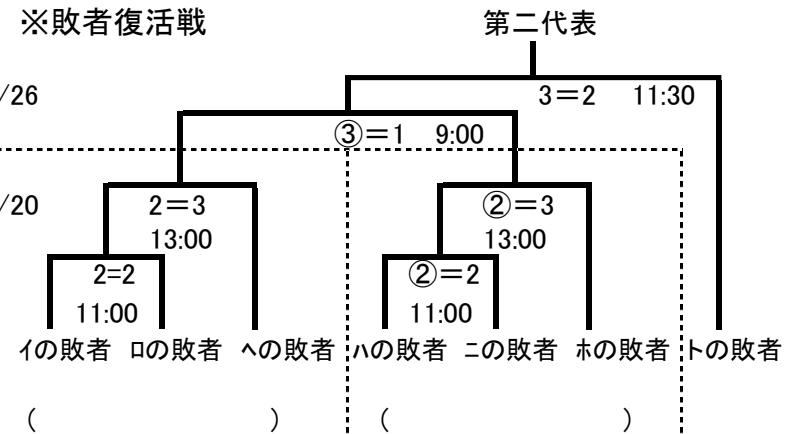 ※敗者復活戦 第二代表
/26 3＝2 11:30
③＝1 9:00
/20 2＝3 ②＝3
13:00 13:00
2=2 ②＝2
11:00 11:00
ｲの敗者 ﾛの敗者 ﾍの敗者 ﾊの敗者 ﾆの敗者 ﾎの敗者 ﾄの敗者
( ) ( )